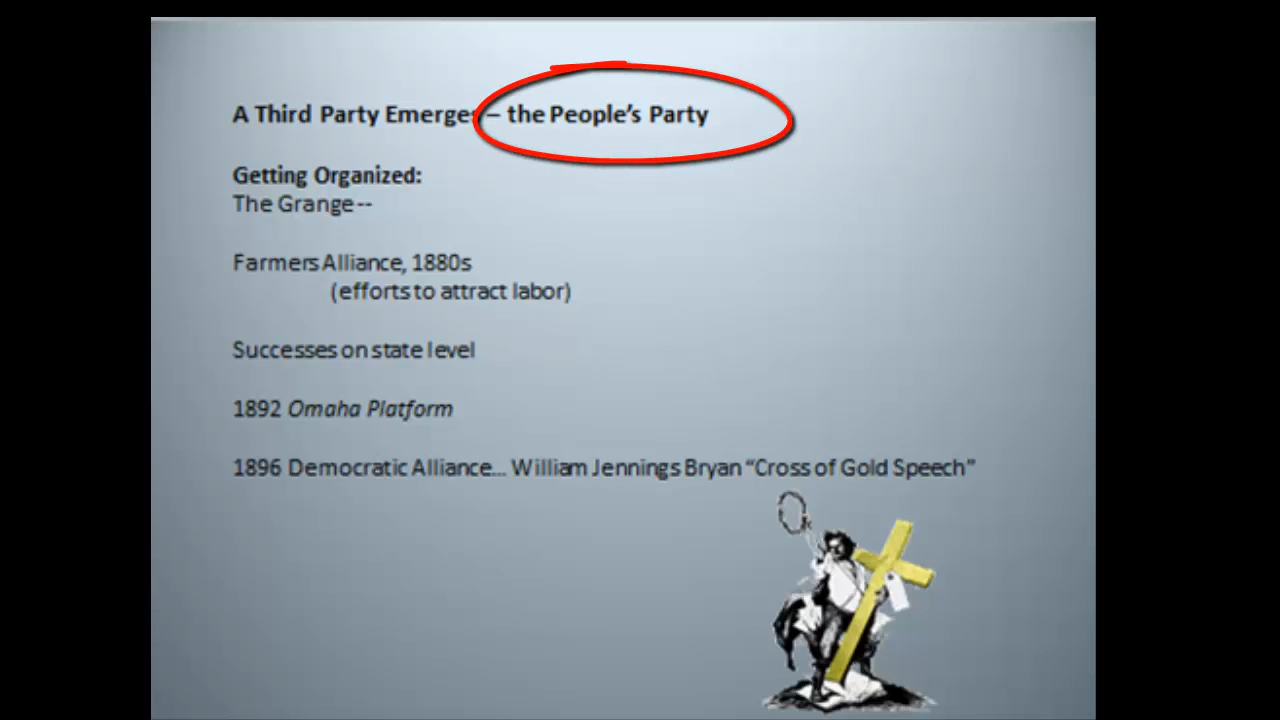 A Third Party Emerges – the People's Party
Getting Organized:
The Grange --
Farmers Alliance, 1880s
(efforts to attract labor)
Successes on state level
1892 Omaha Platform
1896 Democratic Alliance... William Jennings Bryan “Cross of Gold Speech”